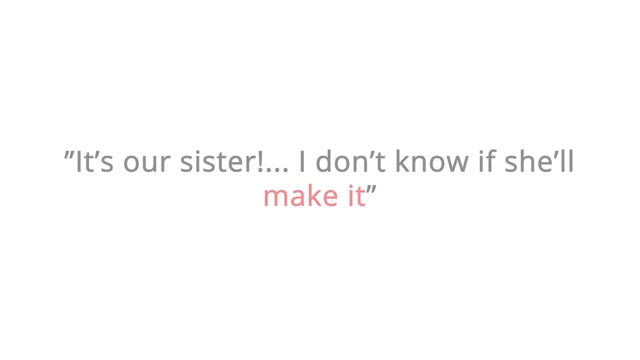 ”It’s our sister!... I don’t know if she’ll
make it”